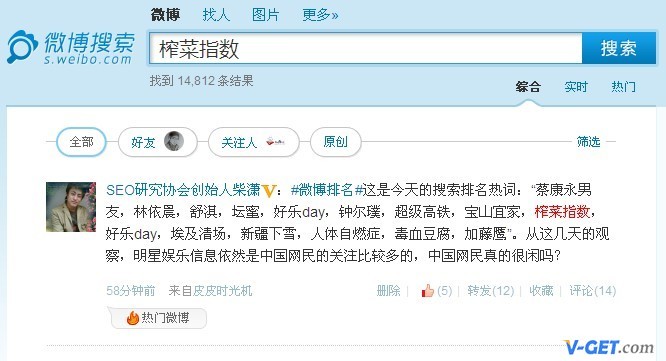 微博 找人 图片 更多»
微博搜索
s.weibo.com
榨菜指数
搜索
找到 14,812 条结果
综合 实时 热门
全部 好友 关注人 原创 筛选
SEO研究协会创始人柴潇V：#微博排名#这是今天的搜索排名热词：“蔡康永男
友，林依晨，舒淇，坛蜜，好乐day，钟尔璞，超级高铁，宝山宜家，榨菜指数，
好乐day，埃及清场，新疆下雪，人体自燃症，毒血豆腐，加藤鹰”。从这几天的观
察，明星娱乐信息依然是中国网民的关注比较多的，中国网民真的很闲吗？
58分钟前 来自皮皮时光机 删除 (5) 转发(12) 收藏 评论(14)
热门微博
V-GET.com